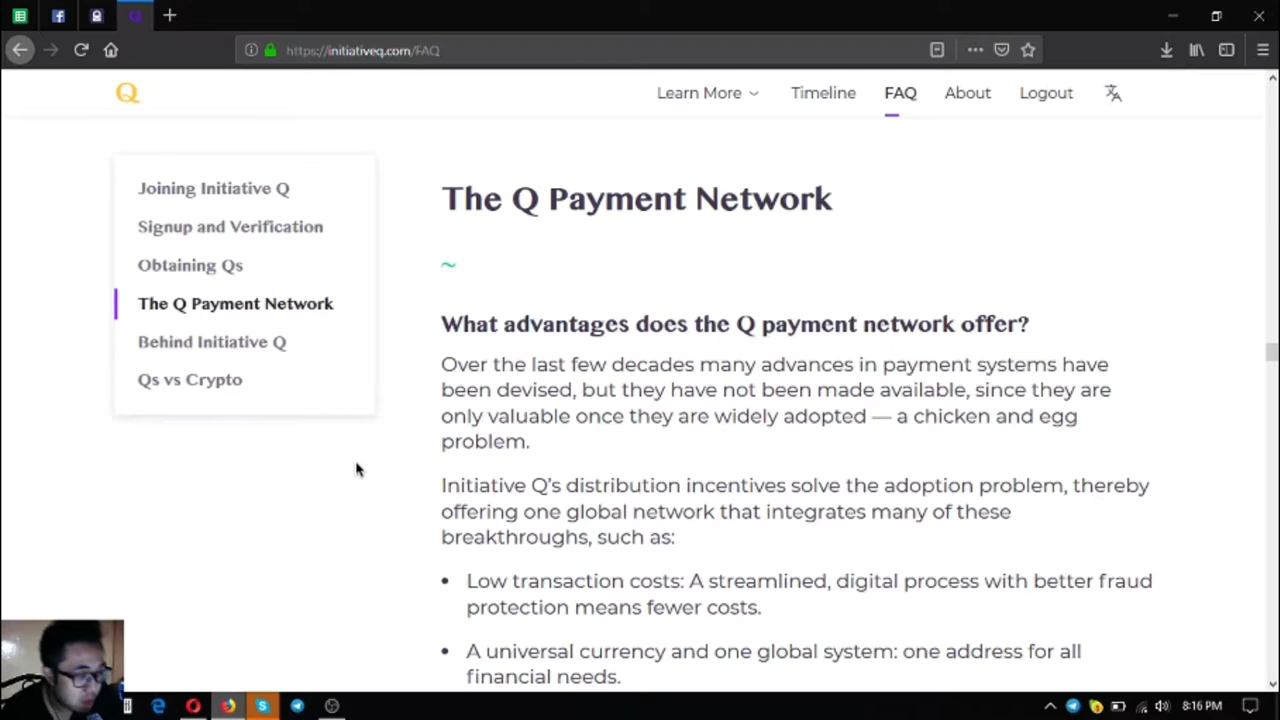 https://initiativeq.com/FAQ
Q
Learn More
Timeline
FAQ
About
Logout
Joining Initiative Q
Signup and Verification
Obtaining Qs
The Q Payment Network
Behind Initiative Q
Qs vs Crypto
The Q Payment Network
~
What advantages does the Q payment network offer?
Over the last few decades many advances in payment systems have
been devised, but they have not been made available, since they are
only valuable once they are widely adopted — a chicken and egg
problem.
Initiative Q’s distribution incentives solve the adoption problem, thereby
offering one global network that integrates many of these
breakthroughs, such as:
• Low transaction costs: A streamlined, digital process with better fraud
protection means fewer costs.
• A universal currency and one global system: one address for all
financial needs.
8:16 PM